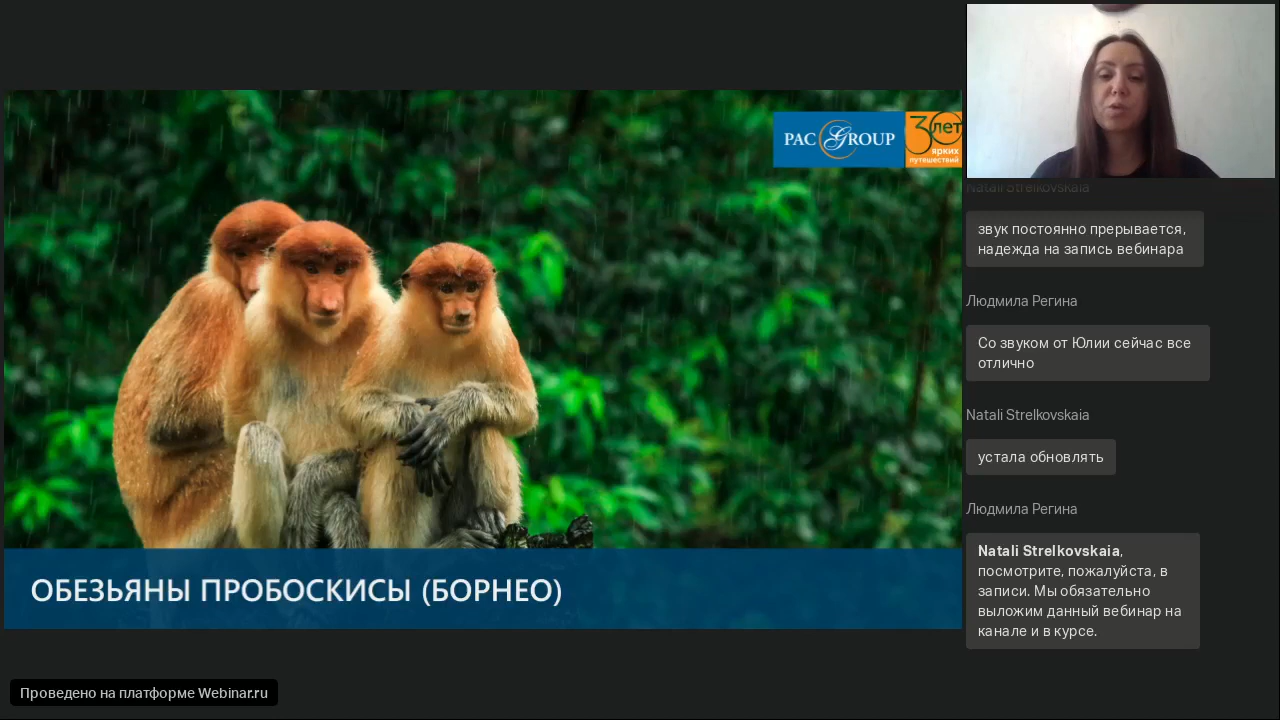 PAC GROUP
30 лет
ярких
путешествий
ОБЕЗЬЯНЫ ПРОБОСКИСЫ (БОРНЕО)
Проведено на платформе Webinar.ru
Natali Strelkovskaia
звук постоянно прерывается,
надежда на запись вебинара
Людмила Регина
Со звуком от Юлии сейчас все
отлично
Natali Strelkovskaia
устала обновлять
Людмила Регина
Natali Strelkovskaia,
посмотрите, пожалуйста, в
записи. Мы обязательно
выложим данный вебинар на
канале и в курсе.